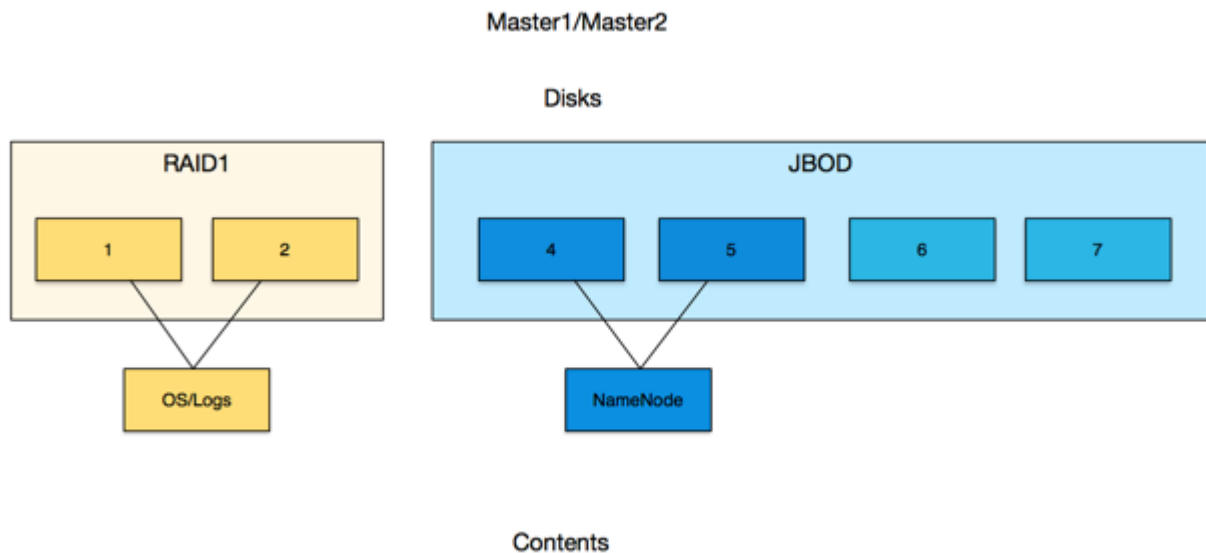 Master1/Master2
Disks
RAID1
JBOD
1
2
4
5
6
7
OS/Logs
NameNode
Contents